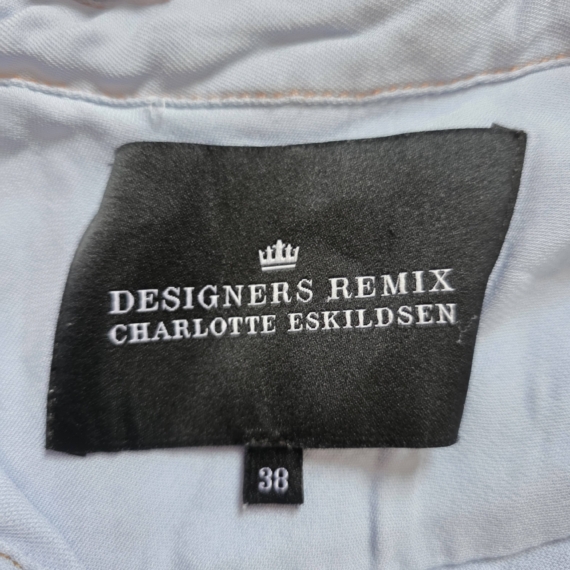 DESIGNERS REMIX
CHARLOTTE ESKILDSEN
38